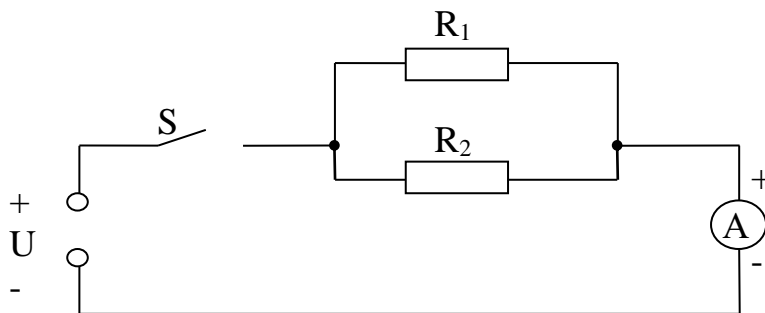 R₁
S
R₂
+
+
U
A
-
-